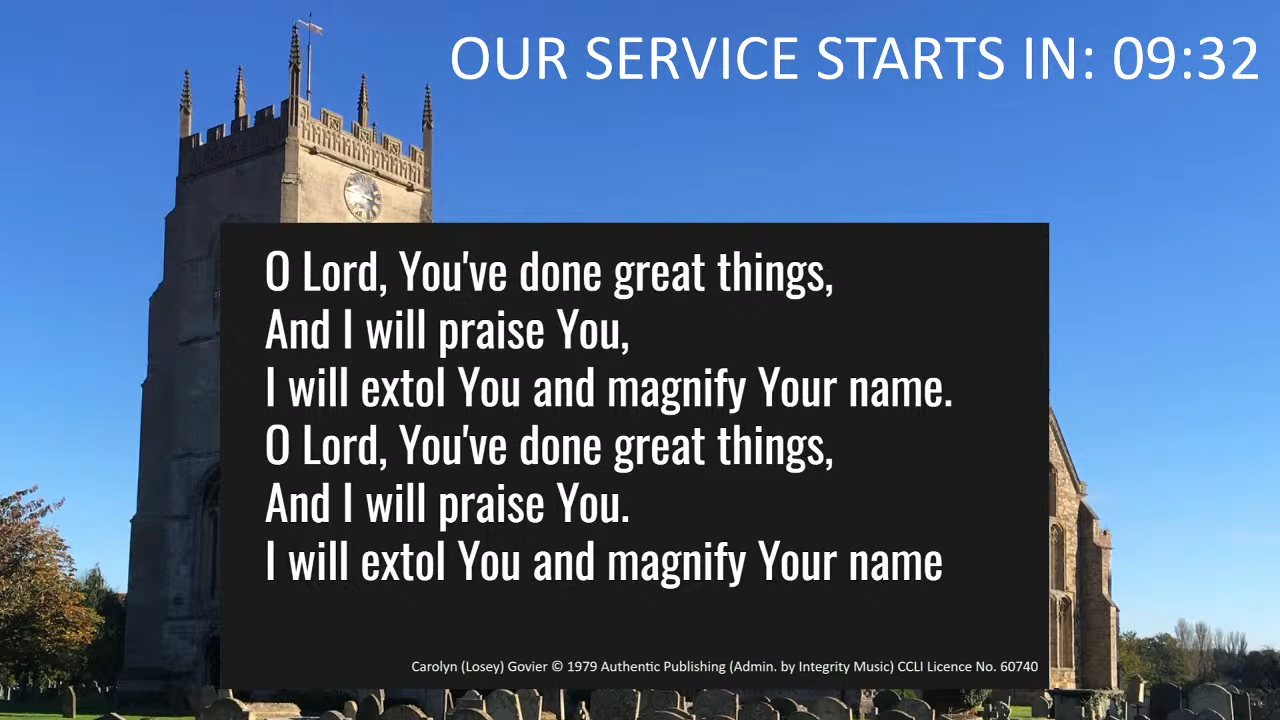 OUR SERVICE STARTS IN: 09:32
O Lord, You've done great things,
And I will praise You,
I will extol You and magnify Your name.
O Lord, You've done great things,
And I will praise You.
I will extol You and magnify Your name
Carolyn (Losey) Govier © 1979 Authentic Publishing (Admin. by Integrity Music) CCLI Licence No. 60740